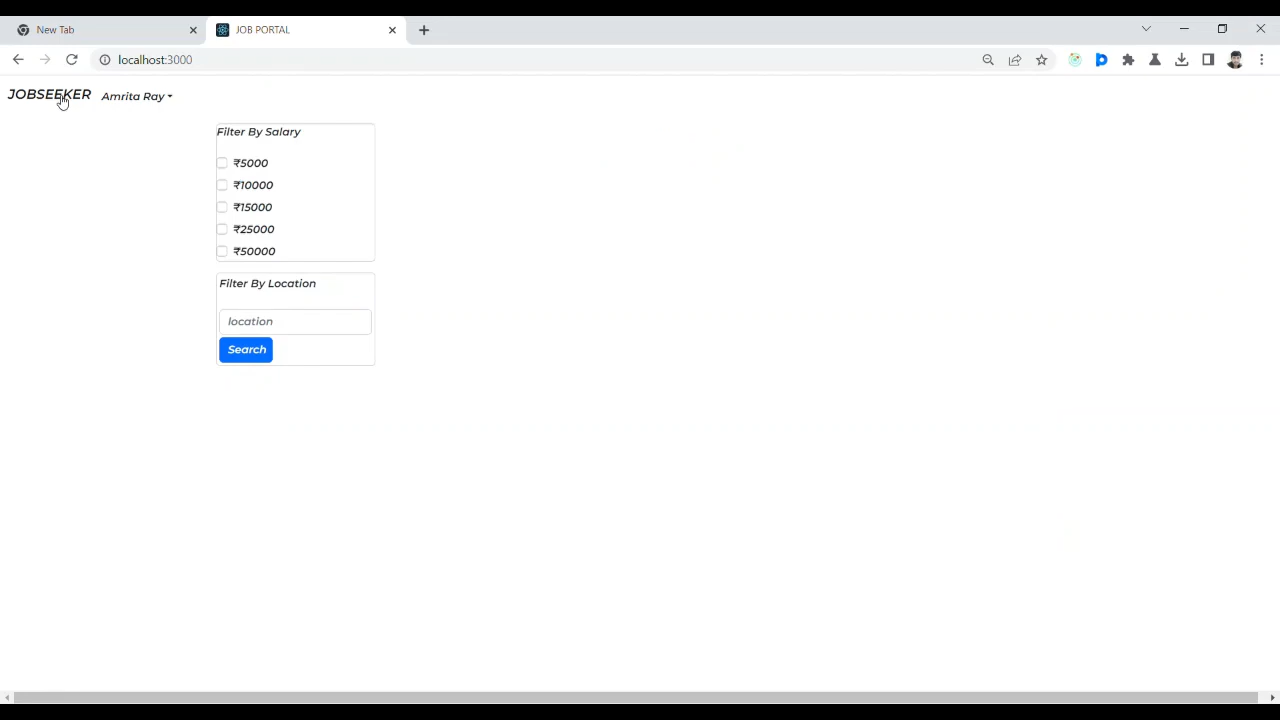 New Tab
JOB PORTAL
localhost:3000
JOBSEEKER Amrita Ray
Filter By Salary
₹5000
₹10000
₹15000
₹25000
₹50000
Filter By Location
location
Search